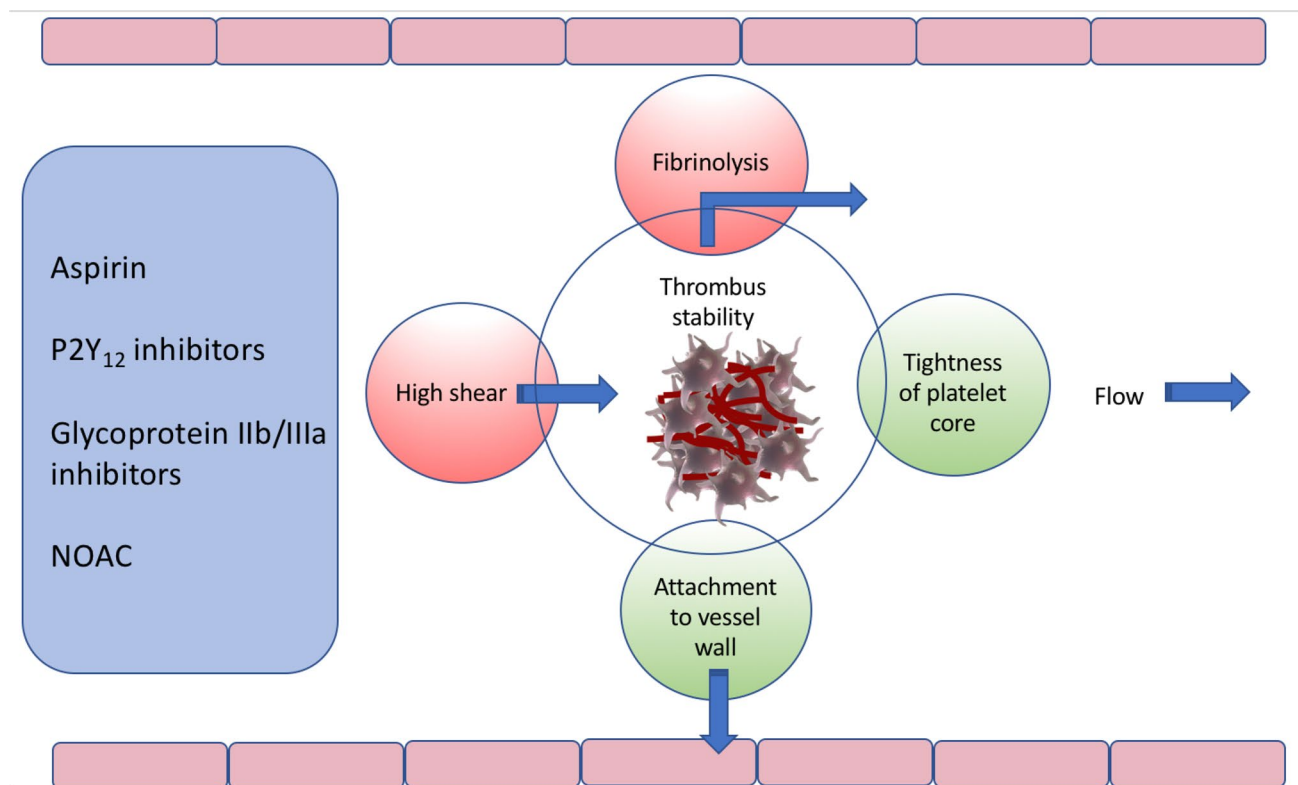 Aspirin
P2Y₁₂ inhibitors
Glycoprotein IIb/IIIa
inhibitors
NOAC
Fibrinolysis
Thrombus
stability
High shear
Tightness
of platelet
core
Flow
Attachment
to vessel
wall